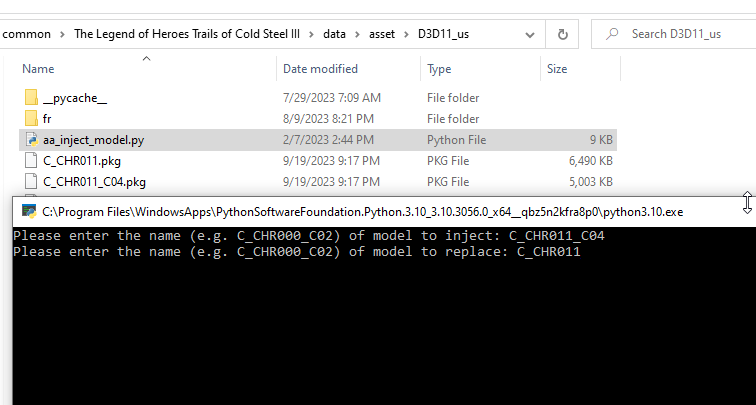 common > The Legend of Heroes Trails of Cold Steel III > data > asset > D3D11_us Search D3D11_us
Name Date modified Type Size
__pycache__ 7/29/2023 7:09 AM File folder
fr 8/9/2023 8:21 PM File folder
aa_inject_model.py 2/7/2023 2:44 PM Python File 9 KB
C_CHR011.pkg 9/19/2023 9:17 PM PKG File 6,490 KB
C_CHR011_C04.pkg 9/19/2023 9:17 PM PKG File 5,003 KB
C:\Program Files\WindowsApps\PythonSoftwareFoundation.Python.3.10_3.10.3056.0_x64__qbz5n2kfra8p0\python3.10.exe
Please enter the name (e.g. C_CHR000_C02) of model to inject: C_CHR011_C04
Please enter the name (e.g. C_CHR000_C02) of model to replace: C_CHR011